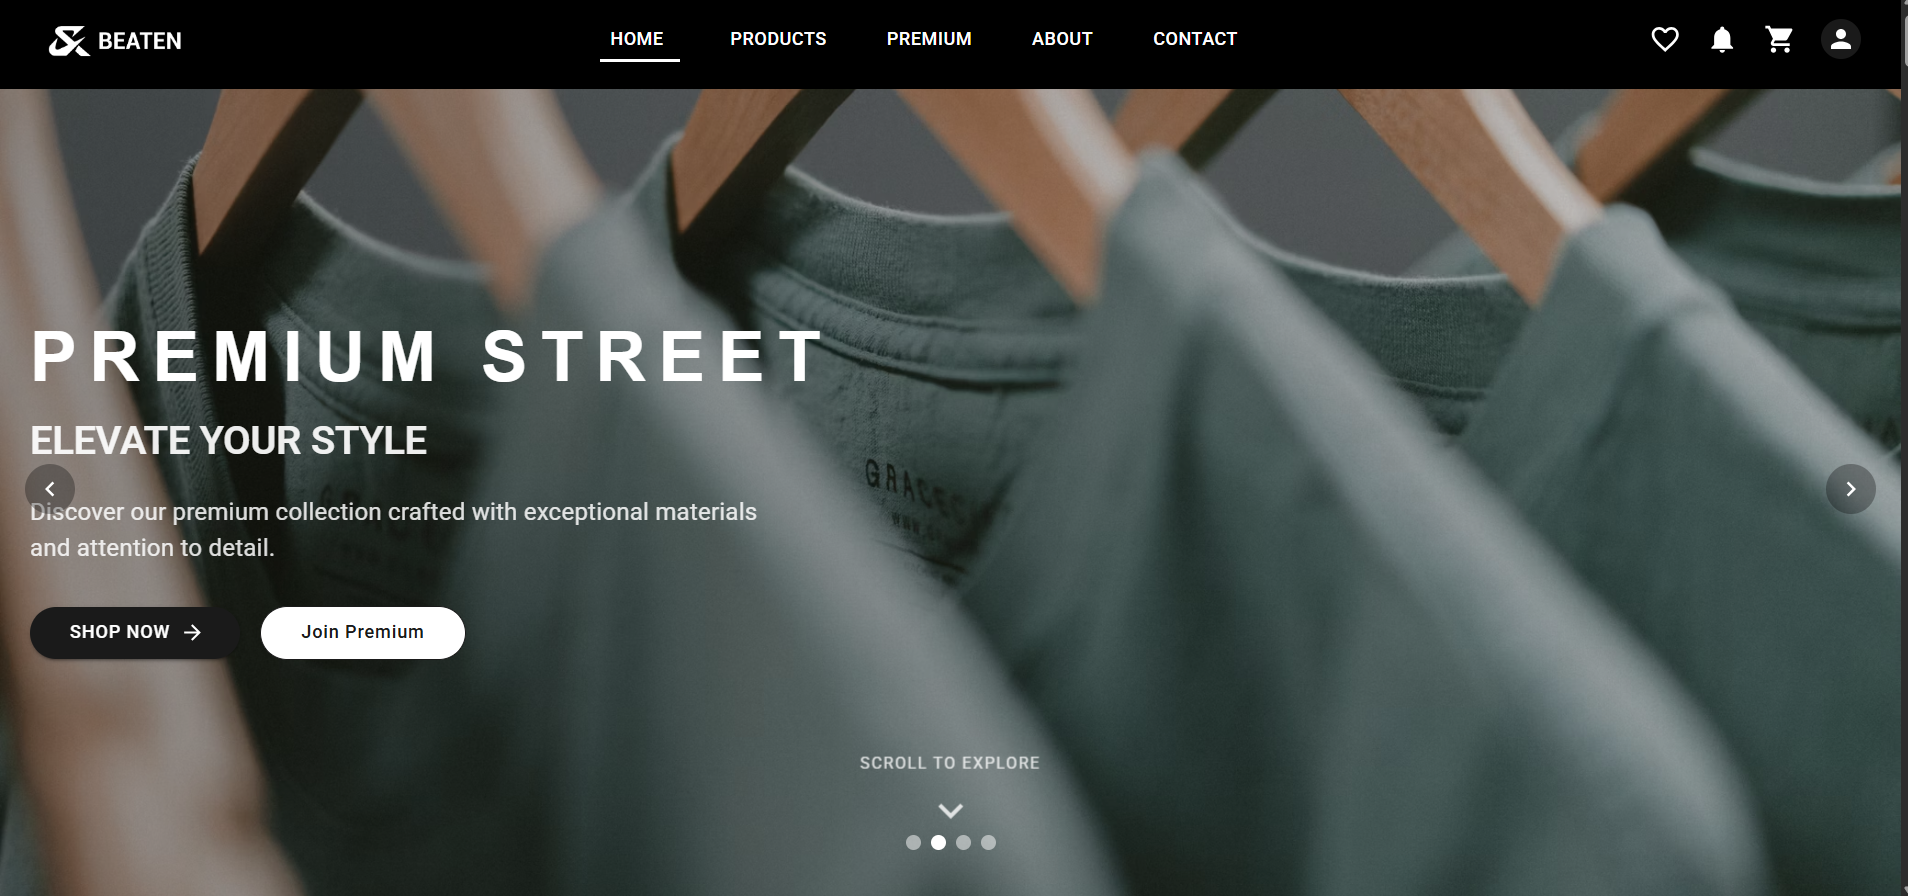 BEATEN
HOME PRODUCTS PREMIUM ABOUT CONTACT
PREMIUM STREET
ELEVATE YOUR STYLE
Discover our premium collection crafted with exceptional materials
and attention to detail.
SHOP NOW
Join Premium
SCROLL TO EXPLORE